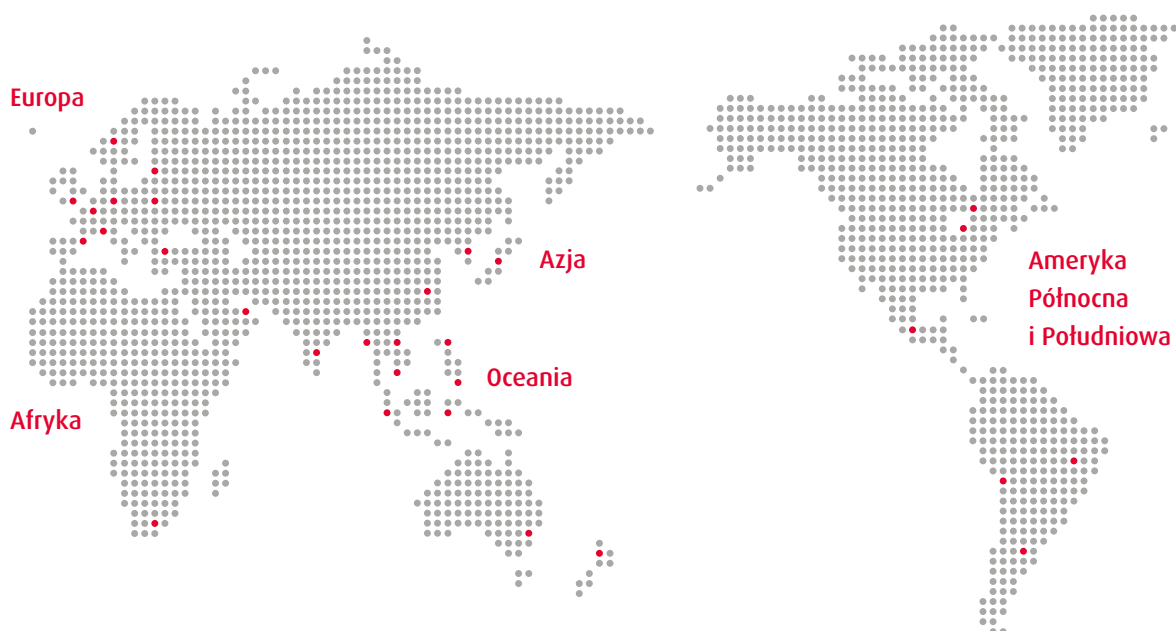 Europa
Azja
Ameryka
Północna
i Południowa
Oceania
Afryka